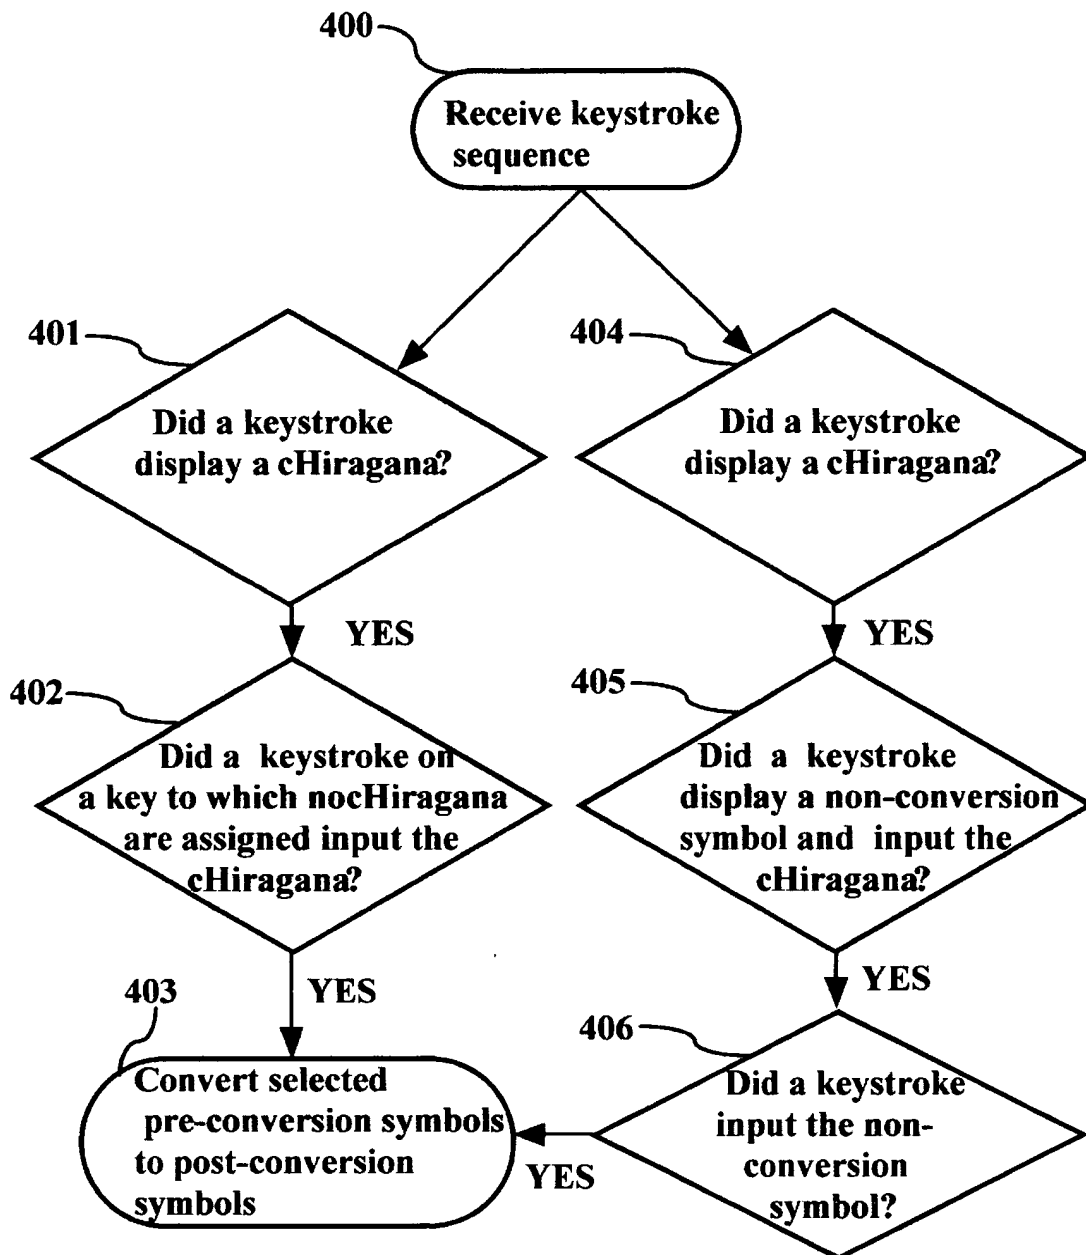 400
Receive keystroke
sequence
401
Did a keystroke
display a cHiragana?
404
Did a keystroke
display a cHiragana?
YES
YES
402
Did a keystroke on
a key to which nocHiragana
are assigned input the
cHiragana?
405
Did a keystroke
display a non-conversion
symbol and input the
cHiragana?
YES
YES
403
Convert selected
pre-conversion symbols
to post-conversion
symbols
406
Did a keystroke
input the non-
conversion
symbol?
YES